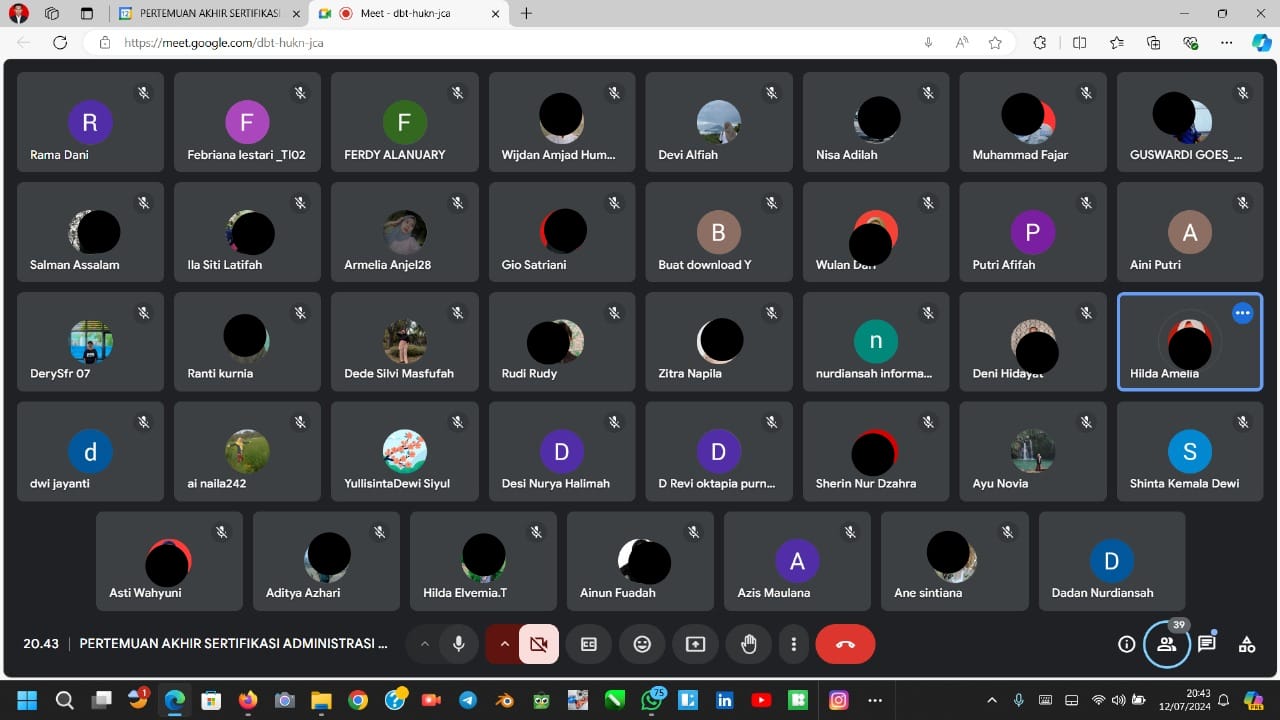 PERTEMUAN AKHIR SERTIFIKASI
Meet - dbt-hukn-jca
https://meet.google.com/dbt-hukn-jca
R
F
F
Rama Dani
Febriana lestari _TI02
FERDY ALANUARY
Wijdan Amjad Hum...
Devi Alfiah
Nisa Adilah
Muhammad Fajar
GUSWARDI GOES_...
B
P
A
Salman Assalam
Ila Siti Latifah
Armelia Anjel28
Gio Satriani
Buat download Y
Wulan Dari
Putri Afifah
Aini Putri
n
DerySfr 07
Ranti kurnia
Dede Silvi Masfufah
Rudi Rudy
Zitra Napila
nurdiansah informa...
Deni Hidayat
Hilda Amelia
d
D
D
S
dwi jayanti
ai naila242
YullisintaDewi Siyul
Desi Nurya Halimah
D Revi oktapia purn...
Sherin Nur Dzahra
Ayu Novia
Shinta Kemala Dewi
A
D
Asti Wahyuni
Aditya Azhari
Hilda Elvemia.T
Ainun Fuadah
Azis Maulana
Ane sintiana
Dadan Nurdiansah
20.43 | PERTEMUAN AKHIR SERTIFIKASI ADMINISTRASI ...
39
1
75
20:43
12/07/2024